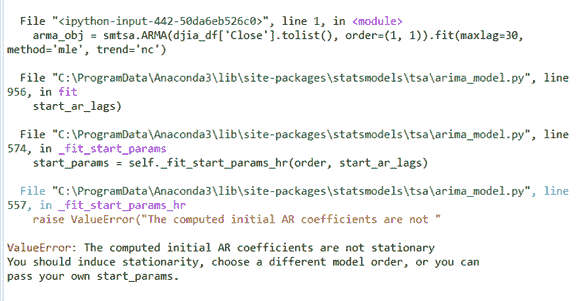 File "<ipython-input-442-50da6eb526c0>", line 1, in <module>
arma_obj = smtsa.ARMA(djia_df['Close'].tolist(), order=(1, 1)).fit(maxlag=30,
method='mle', trend='nc')
File "C:\ProgramData\Anaconda3\lib\site-packages\statsmodels\tsa\arima_model.py", line
956, in fit
start_ar_lags)
File "C:\ProgramData\Anaconda3\lib\site-packages\statsmodels\tsa\arima_model.py", line
574, in _fit_start_params
start_params = self._fit_start_params_hr(order, start_ar_lags)
File "C:\ProgramData\Anaconda3\lib\site-packages\statsmodels\tsa\arima_model.py", line
557, in _fit_start_params_hr
raise ValueError("The computed initial AR coefficients are not "
ValueError: The computed initial AR coefficients are not stationary
You should induce stationarity, choose a different model order, or you can
pass your own start_params.